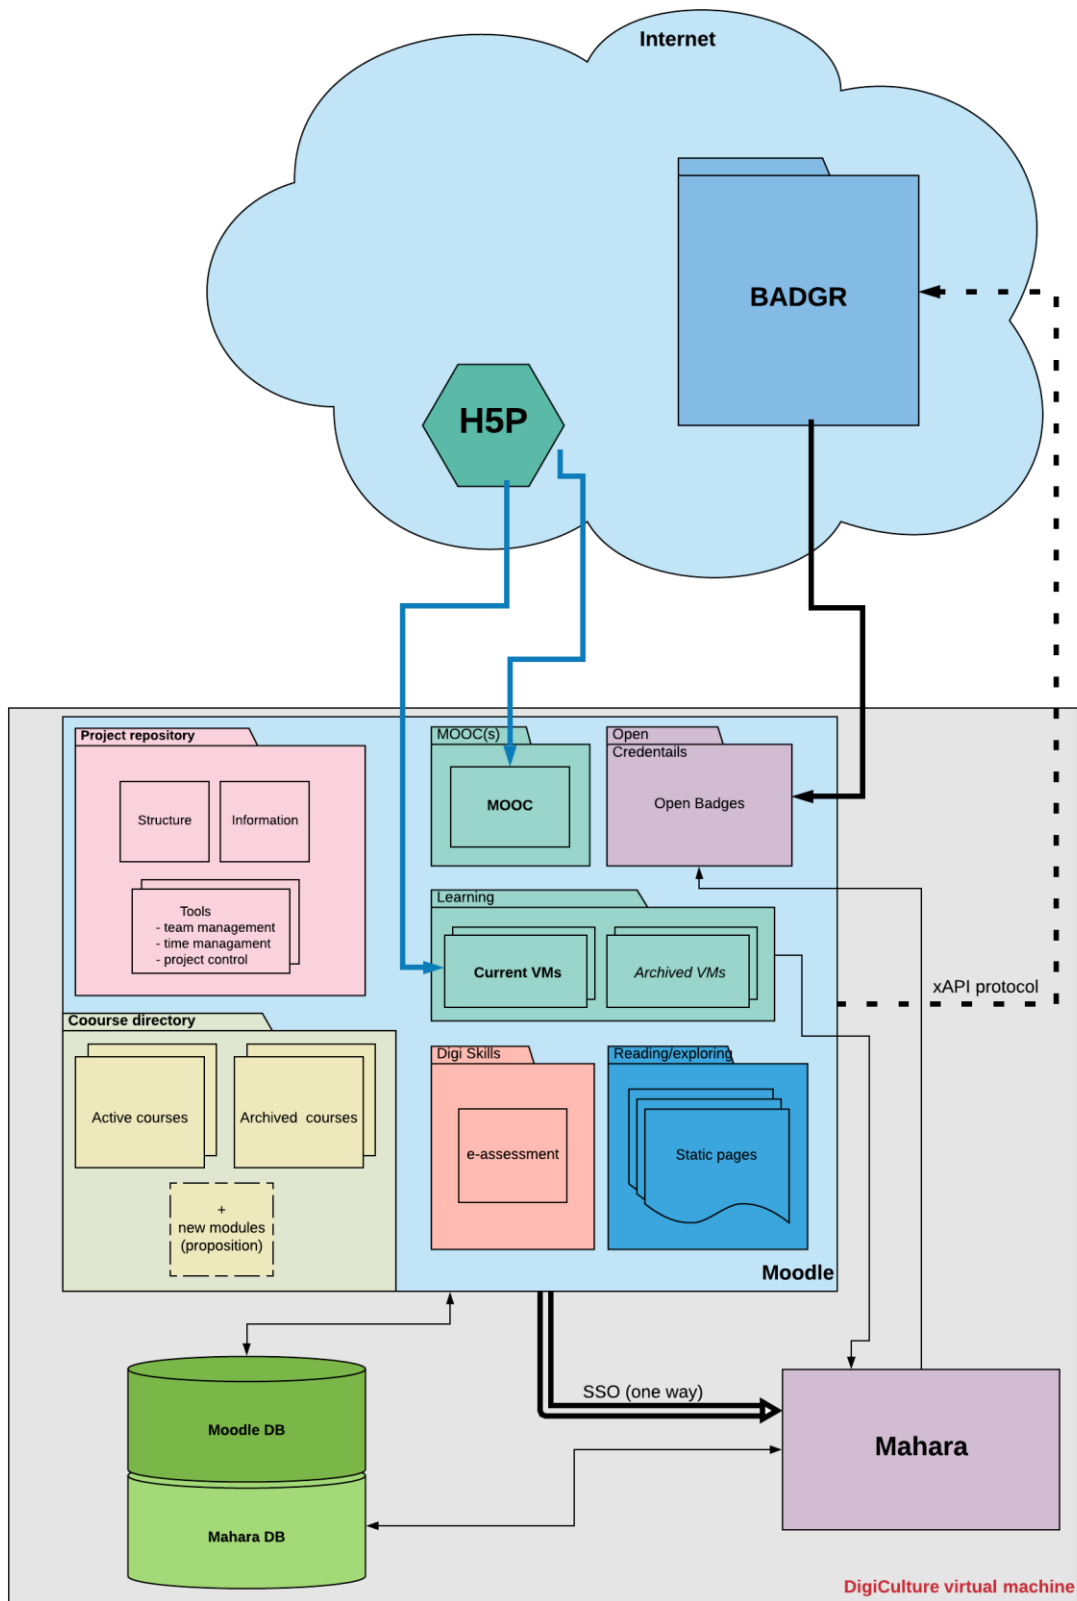 Internet
BADGR
H5P
Project repository
Structure
Information
Tools
- team management
- time managament
- project control
MOOC(s)
MOOC
Open
Credentails
Open Badges
Learning
Current VMs
Archived VMs
xAPI protocol
Coourse directory
Active courses
Archived courses
+
new modules
(proposition)
Digi Skills
e-assessment
Reading/exploring
Static pages
Moodle
SSO (one way)
Moodle DB
Mahara DB
Mahara
DigiCulture virtual machine